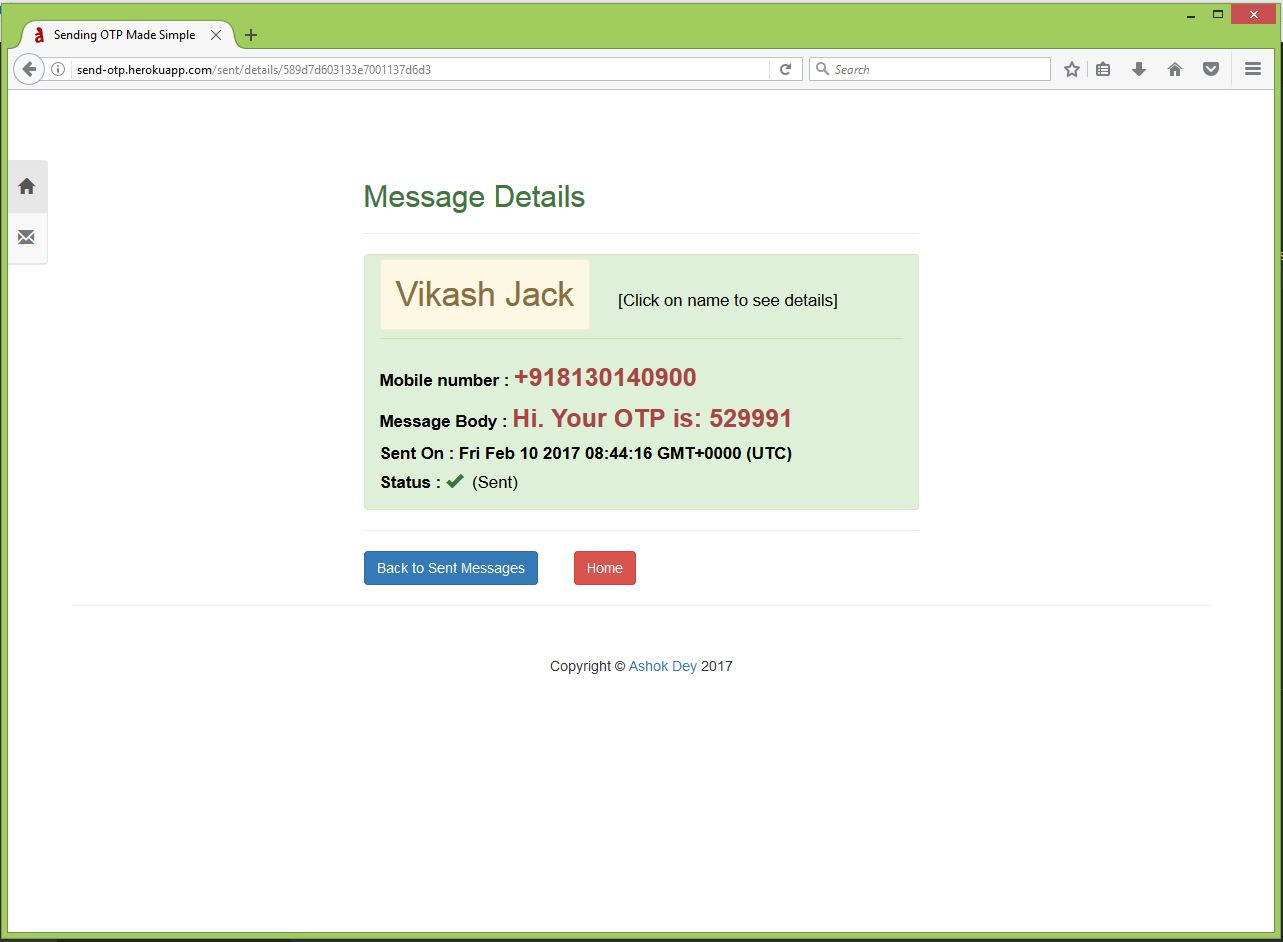 Sending OTP Made Simple
send-otp.herokuapp.com/sent/details/589d7d603133e7001137d6d3
Search
Message Details
Vikash Jack [Click on name to see details]
Mobile number : +918130140900
Message Body : Hi. Your OTP is: 529991
Sent On : Fri Feb 10 2017 08:44:16 GMT+0000 (UTC)
Status : (Sent)
Back to Sent Messages Home
Copyright © Ashok Dey 2017